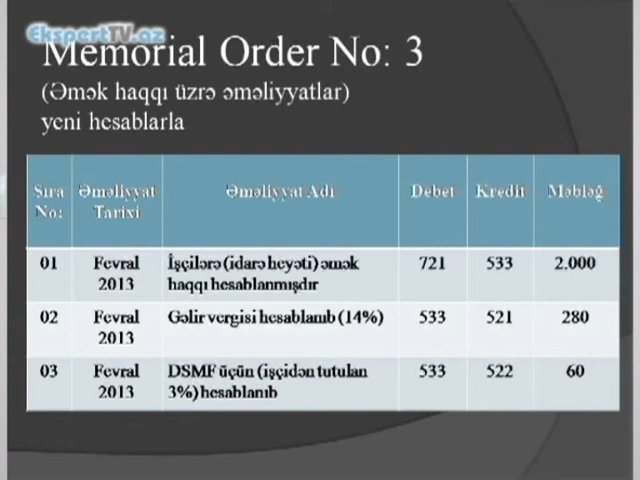 EkspertTV.az
Memorial Order No: 3
(Əmək haqqı üzrə əməliyyatlar)
yeni hesablarla
Sıra No: Əməliyyat Tarixi Əməliyyat Adı Debet Kredit Məbləğ
01 Fevral 2013 İşçilərə (idarə heyəti) əmək haqqı hesablanmışdır 721 533 2.000
02 Fevral 2013 Gəlir vergisi hesablanıb (14%) 533 521 280
03 Fevral 2013 DSMF üçün (işçidən tutulan 3%) hesablanıb 533 522 60